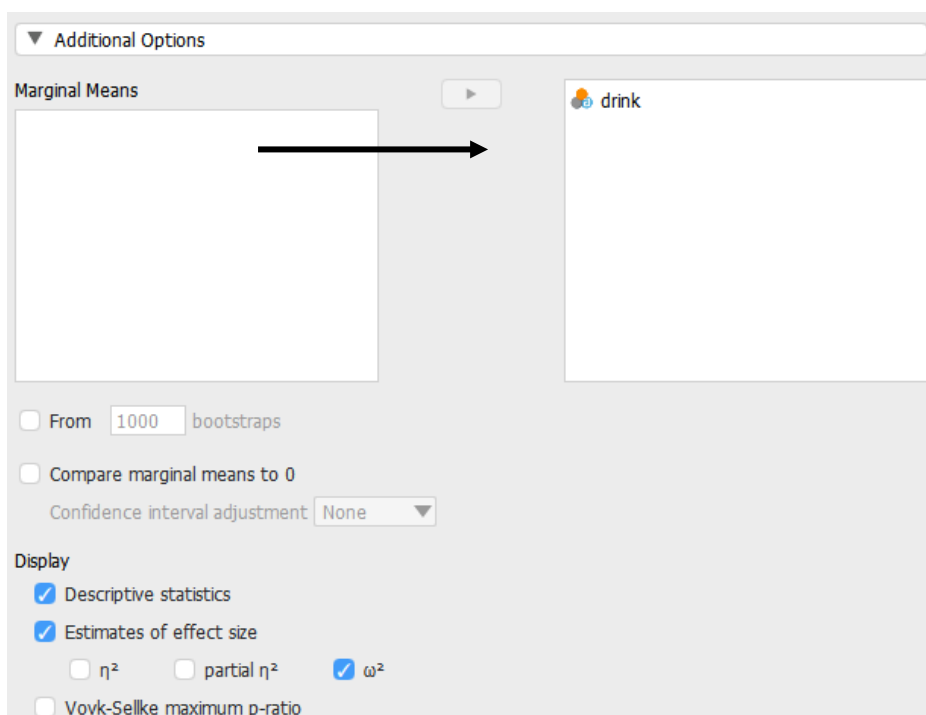 Additional Options
Marginal Means
drink
From 1000 bootstraps
Compare marginal means to 0
Confidence interval adjustment None
Display
Descriptive statistics
Estimates of effect size
η² partial η² ω²
Vovk-Sellke maximum p-ratio